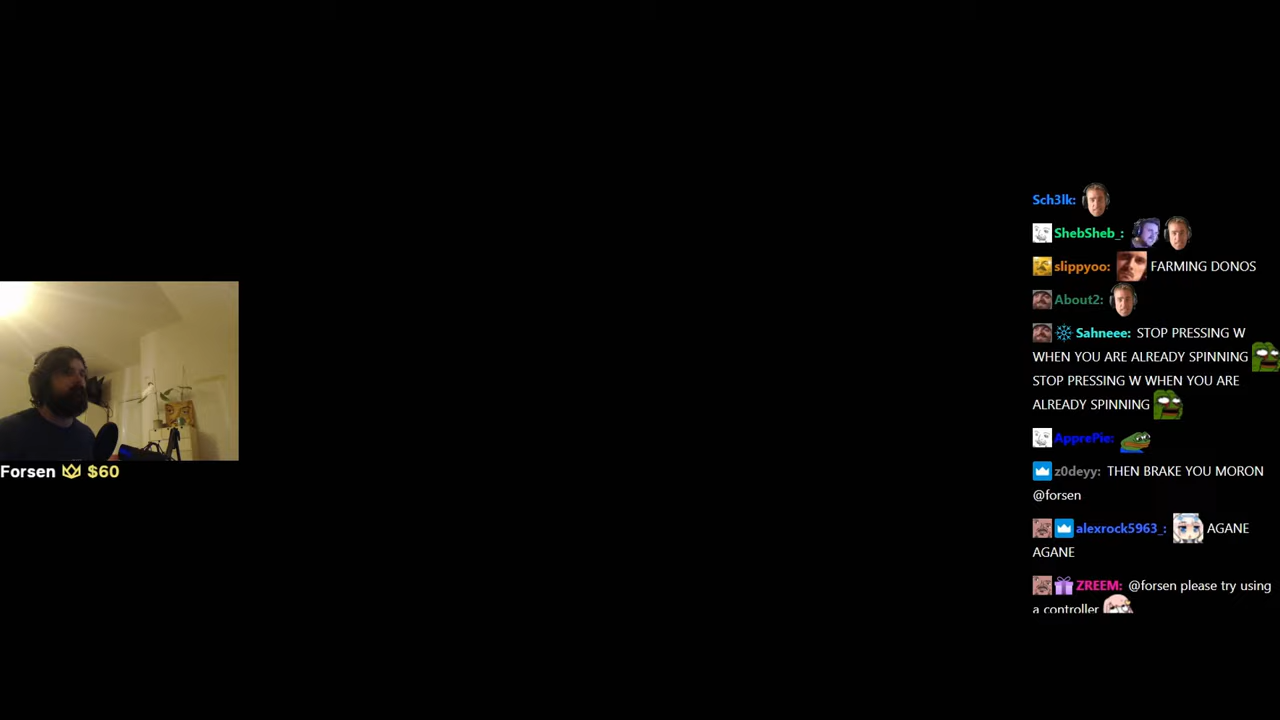 Sch3lk:
ShebSheb_:
slippyoo: FARMING DONOS
About2:
Sahneee: STOP PRESSING W
WHEN YOU ARE ALREADY SPINNING
STOP PRESSING W WHEN YOU ARE
ALREADY SPINNING
ApprePie:
z0deyy: THEN BRAKE YOU MORON
@forsen
alexrock5963_: AGANE
AGANE
ZREEM: @forsen please try using
a controller
Forsen $60